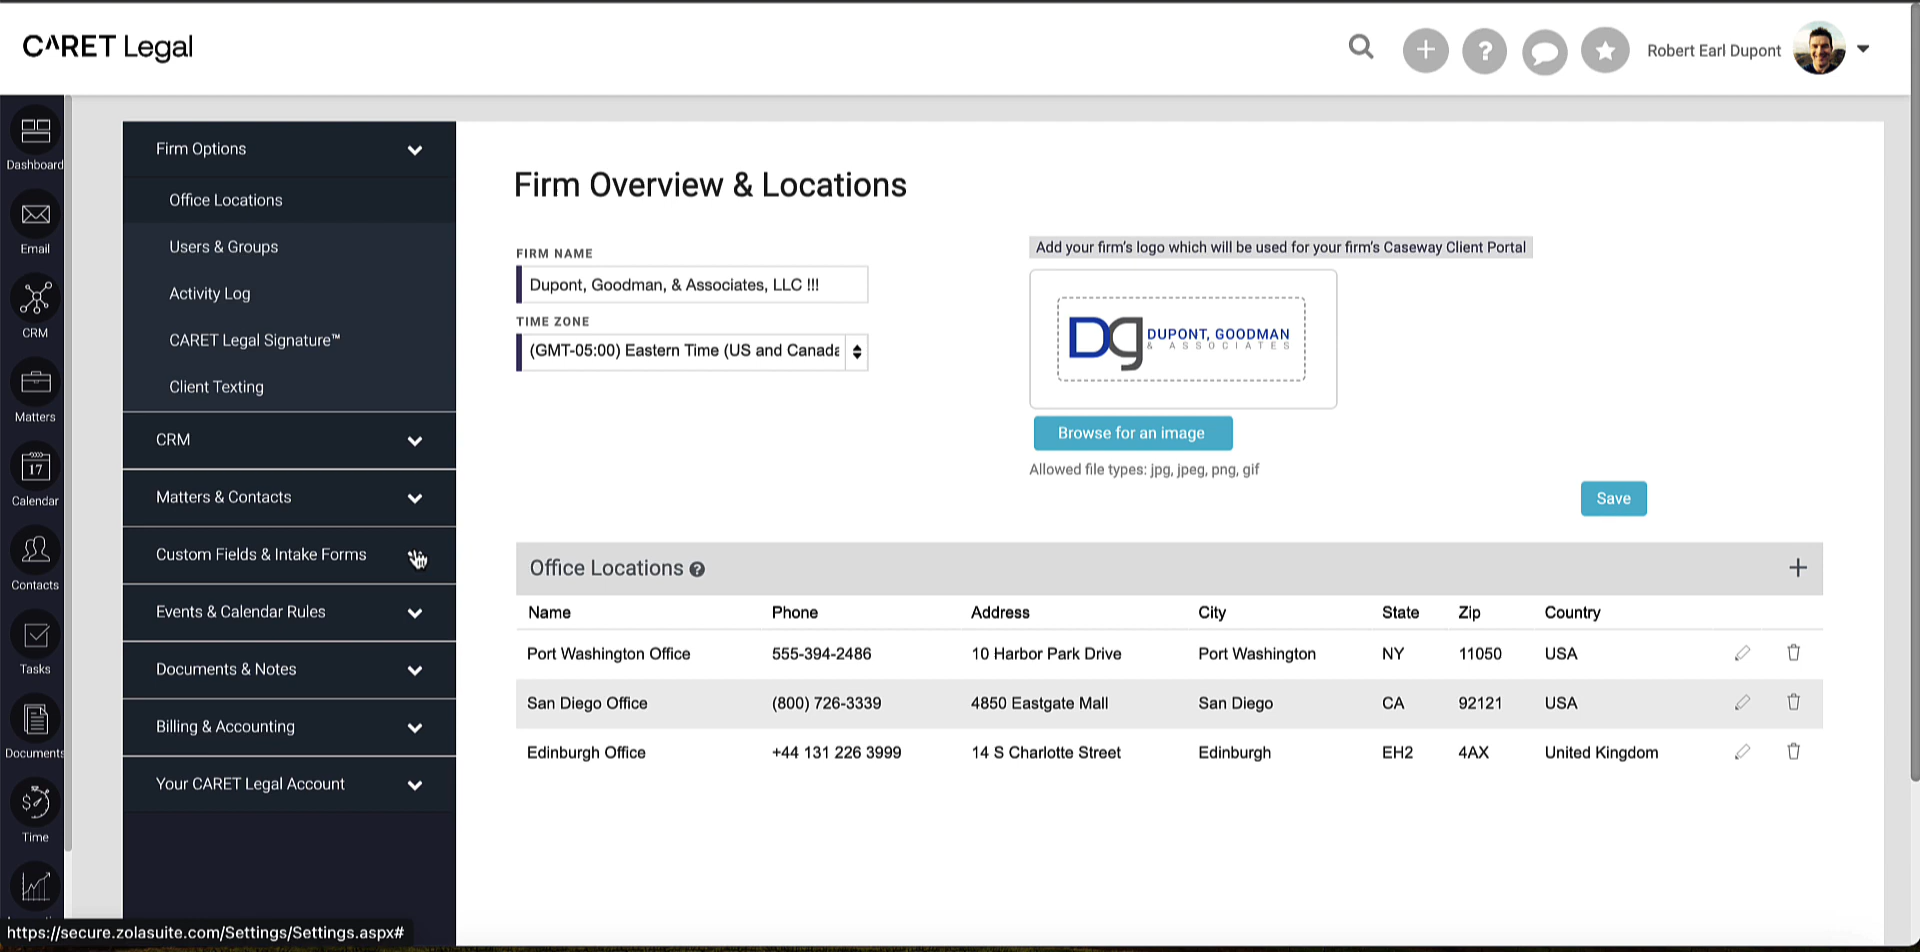 CARET Legal
Robert Earl Dupont
Dashboard
Email
CRM
Matters
17
Calendar
Contacts
Tasks
Documents
Time
Firm Options
Office Locations
Users & Groups
Activity Log
CARET Legal Signature™
Client Texting
CRM
Matters & Contacts
Custom Fields & Intake Forms
Events & Calendar Rules
Documents & Notes
Billing & Accounting
Your CARET Legal Account
Firm Overview & Locations
FIRM NAME
Dupont, Goodman, & Associates, LLC !!!
TIME ZONE
(GMT-05:00) Eastern Time (US and Canada
Add your firm's logo which will be used for your firm's Caseway Client Portal
Dg DUPONT, GOODMAN
& ASSOCIATES
Browse for an image
Allowed file types: jpg, jpeg, png, gif
Save
Office Locations ?
Name Phone Address City State Zip Country
Port Washington Office 555-394-2486 10 Harbor Park Drive Port Washington NY 11050 USA
San Diego Office (800) 726-3339 4850 Eastgate Mall San Diego CA 92121 USA
Edinburgh Office +44 131 226 3999 14 S Charlotte Street Edinburgh EH2 4AX United Kingdom
https://secure.zolasuite.com/Settings/Settings.aspx#